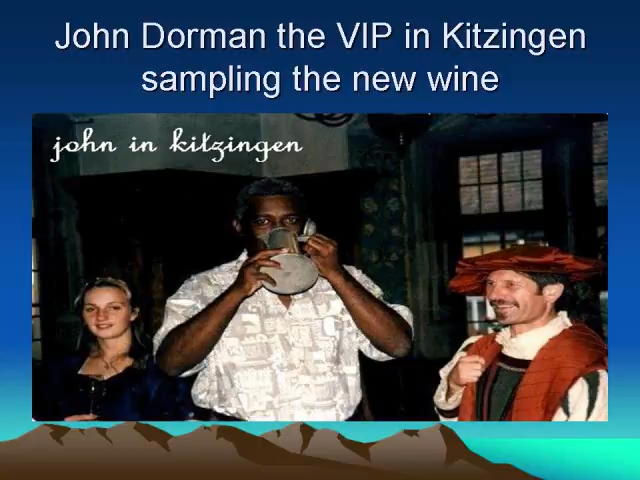 John Dorman the VIP in Kitzingen
sampling the new wine
john in kitzingen